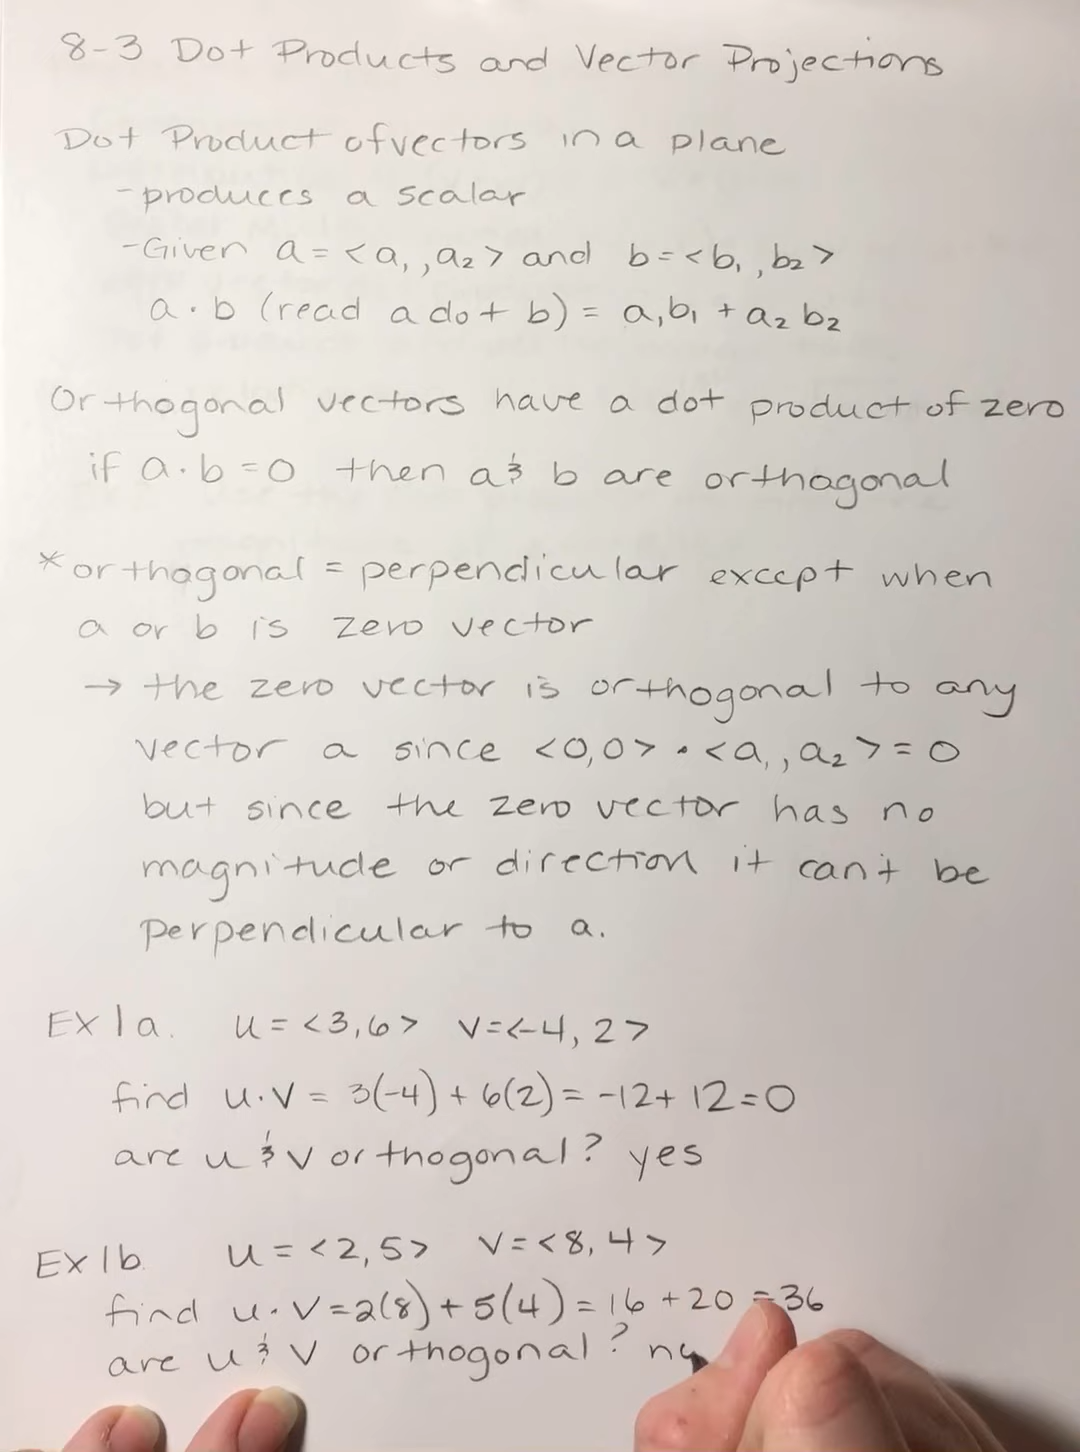 8-3 Dot Products and Vector Projections
Dot Product of vectors in a plane
- produces a scalar
- Given a = <a₁, a₂> and b = <b₁, b₂>
a · b (read a dot b) = a₁b₁ + a₂b₂
Orthogonal vectors have a dot product of zero
if a · b = 0 then a & b are orthagonal
* orthagonal = perpendicular except when
a or b is zero vector
→ the zero vector is orthogonal to any
vector a since <0,0> · <a₁, a₂> = 0
but since the zero vector has no
magnitude or direction it can't be
perpendicular to a.
Ex 1a. u = <3,6> v = <-4, 2>
find u · v = 3(-4) + 6(2) = -12 + 12 = 0
are u & v orthogonal? yes
Ex 1b. u = <2,5> v = <8,4>
find u · v = 2(8) + 5(4) = 16 + 20 = 36
are u & v orthogonal? no